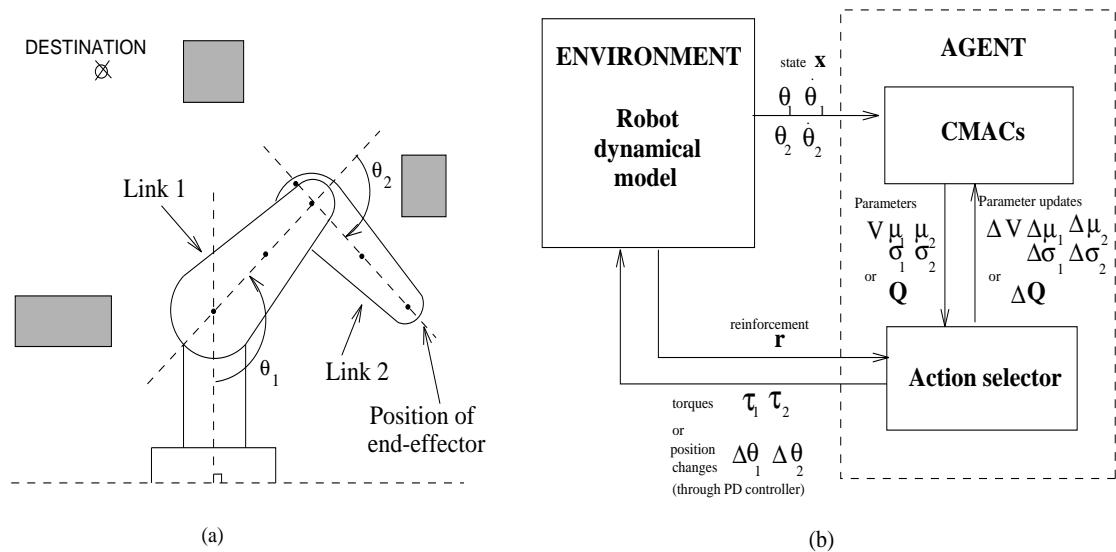 DESTINATION
Link 1
θ2
θ1
Link 2
Position of
end-effector
(a)
ENVIRONMENT
Robot
dynamical
model
state x
θ1 θ̇1
θ2 θ̇2
AGENT
CMACs
Parameters
V μ1 μ2
σ1 σ2
or
Q
Parameter updates
ΔV Δμ1 Δμ2
Δσ1 Δσ2
or
ΔQ
reinforcement
r
Action selector
torques τ1 τ2
or
position
changes Δθ1 Δθ2
(through PD controller)
(b)